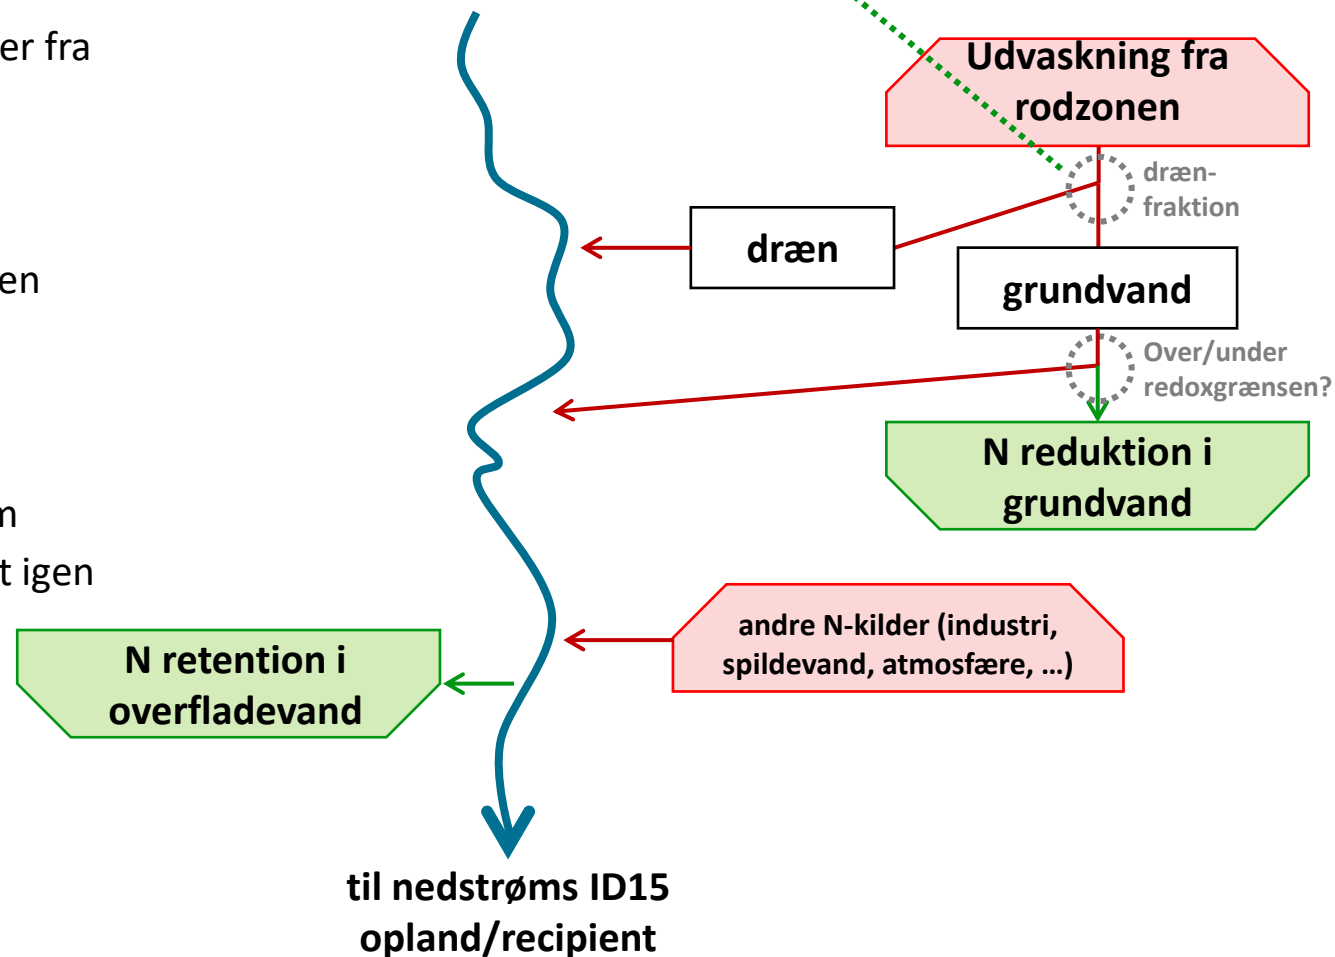 er fra
en
m
t igen
Udvaskning fra
rodzonen
dræn-
fraktion
dræn
grundvand
Over/under
redoxgrænsen?
N reduktion i
grundvand
andre N-kilder (industri,
spildevand, atmosfære, ...)
N retention i
overfladevand
til nedstrøms ID15
opland/recipient